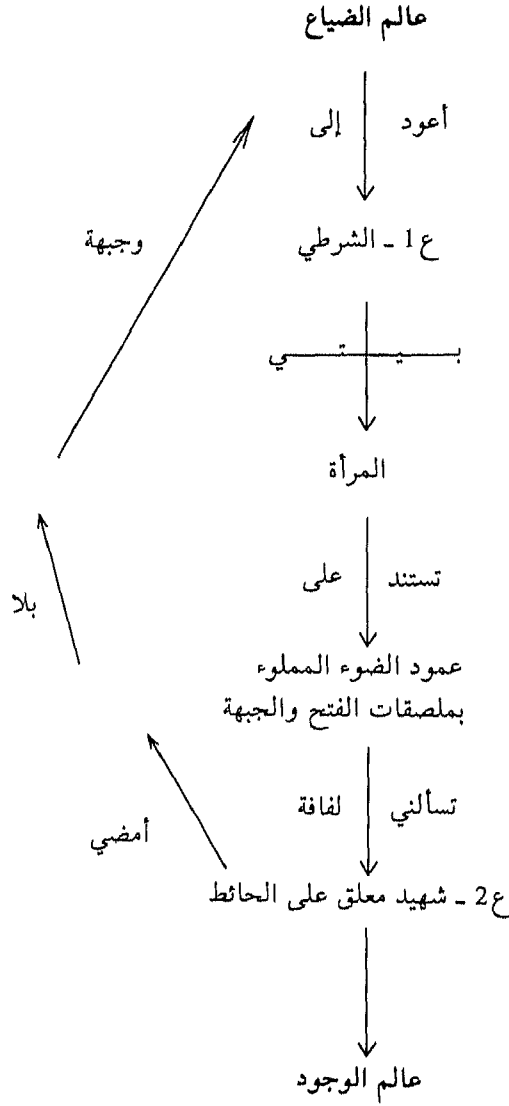 عالم الضياع
أعود إلى
وجبهة
ع1 ـ الشرطي
بـيـتـي
المرأة
تستند على
بلا
عمود الضوء المملوء
بملصقات الفتح والجبهة
تسألني لفافة
أمضي
ع2 ـ شهيد معلق على الحائط
عالم الوجود